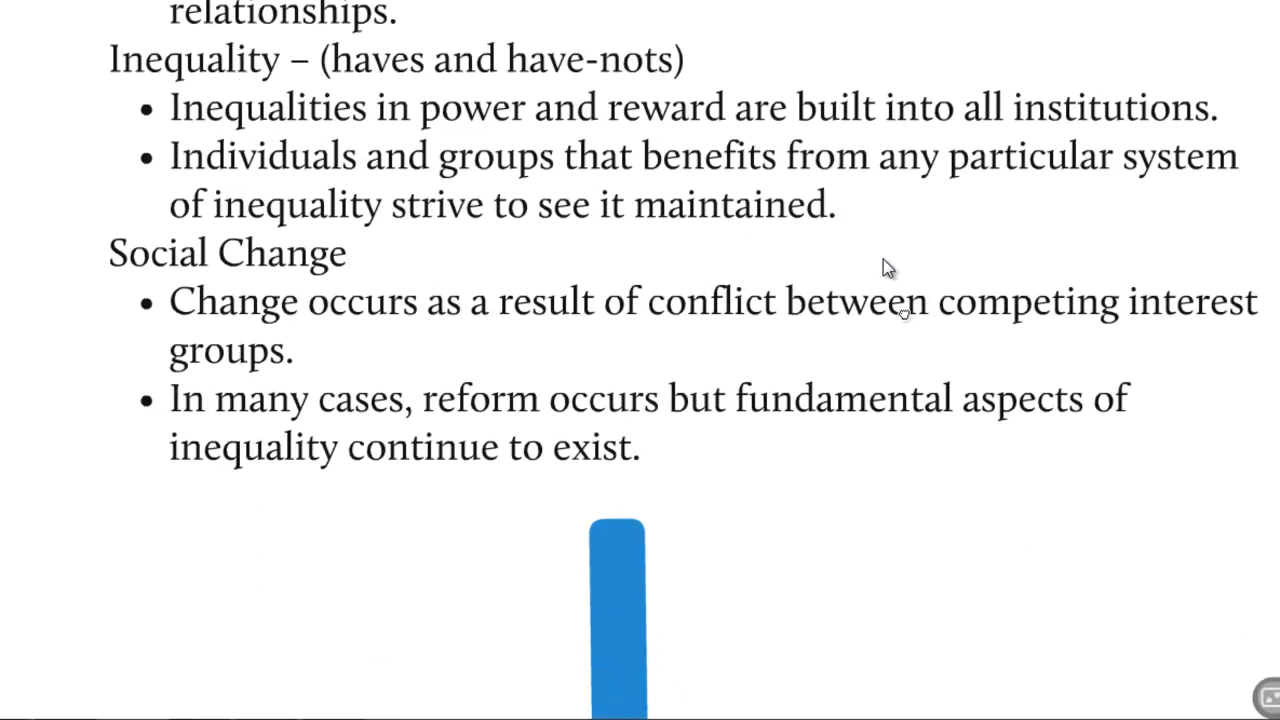 relationships.
Inequality – (haves and have-nots)
• Inequalities in power and reward are built into all institutions.
• Individuals and groups that benefits from any particular system
of inequality strive to see it maintained.
Social Change
• Change occurs as a result of conflict between competing interest
groups.
• In many cases, reform occurs but fundamental aspects of
inequality continue to exist.